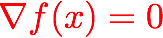 ∇f(x) = 0